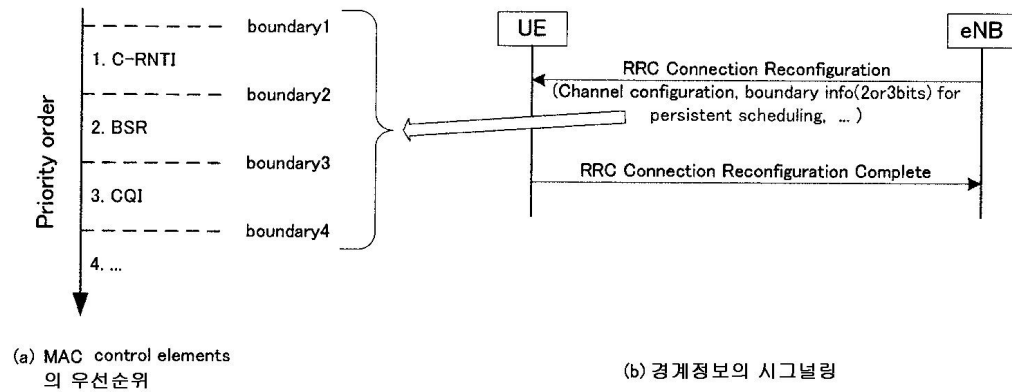 Priority order
boundary1
1. C-RNTI
boundary2
2. BSR
boundary3
3. CQI
boundary4
4. ...
(a) MAC control elements
의 우선순위
UE
eNB
RRC Connection Reconfiguration
(Channel configuration, boundary info(2or3bits) for
persistent scheduling, ... )
RRC Connection Reconfiguration Complete
(b) 경계정보의 시그널링